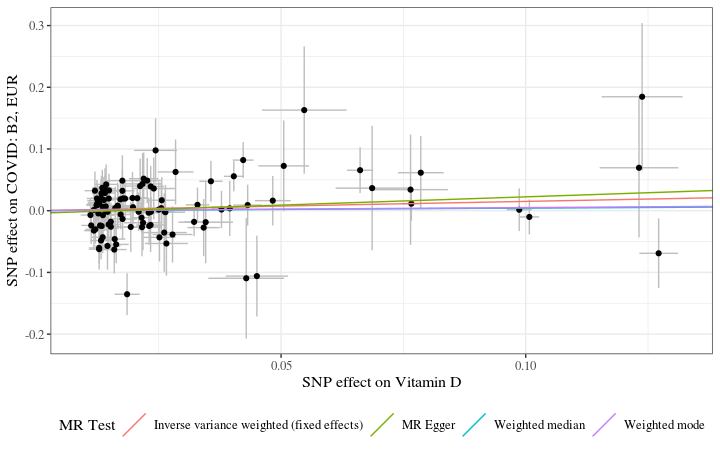 SNP effect on COVID: B2, EUR
0.3
0.2
0.1
0.0
-0.1
-0.2
0.05 0.10
SNP effect on Vitamin D
MR Test Inverse variance weighted (fixed effects) MR Egger Weighted median Weighted mode